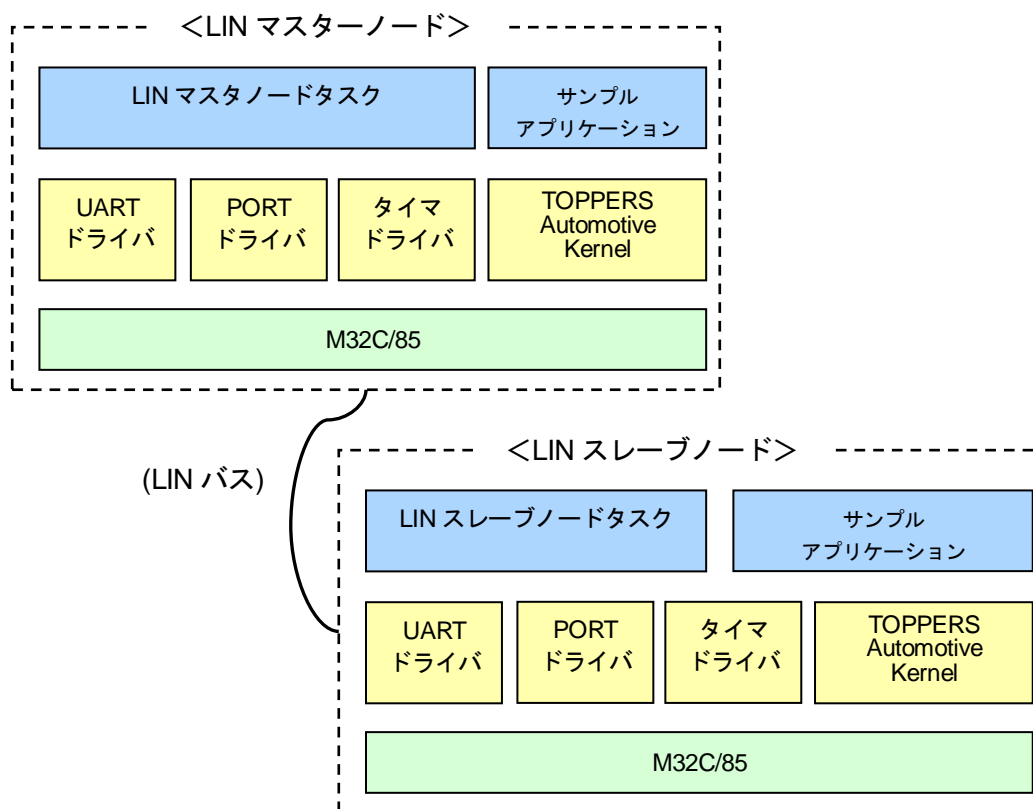 ＜LIN マスターノード＞
LIN マスタノードタスク
サンプル
アプリケーション
UART
ドライバ
PORT
ドライバ
タイマ
ドライバ
TOPPERS
Automotive
Kernel
M32C/85
(LIN バス)
＜LIN スレーブノード＞
LIN スレーブノードタスク
サンプル
アプリケーション
UART
ドライバ
PORT
ドライバ
タイマ
ドライバ
TOPPERS
Automotive
Kernel
M32C/85